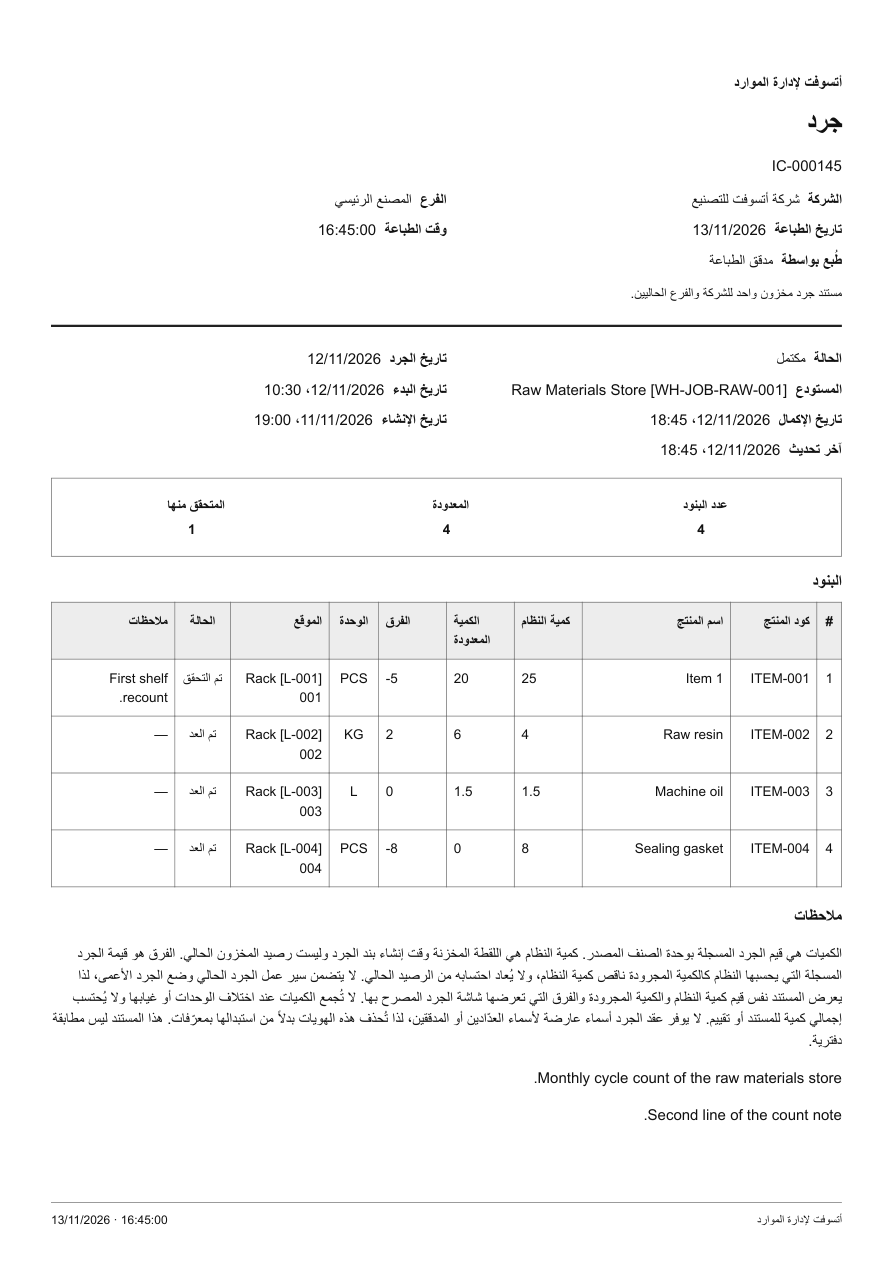 أتسوفت لإدارة الموارد
جرد
IC-000145
الشركة شركة أتسوفت للتصنيع الفرع المصنع الرئيسي
تاريخ الطباعة 13/11/2026 وقت الطباعة 16:45:00
طُبع بواسطة مدقق الطباعة
مستند جرد مخزون واحد للشركة والفرع الحاليين.
الحالة مكتمل تاريخ الجرد 12/11/2026
المستودع Raw Materials Store [WH-JOB-RAW-001] تاريخ البدء 12/11/2026، 10:30
تاريخ الإكمال 12/11/2026، 18:45 تاريخ الإنشاء 11/11/2026، 19:00
آخر تحديث 12/11/2026، 18:45
عدد البنود المعدودة المتحقق منها
4 4 1
البنود
# كود المنتج اسم المنتج كمية النظام الكمية الفرق الوحدة الموقع الحالة ملاحظات
المعدودة
1 ITEM-001 Item 1 25 20 -5 PCS Rack [L-001] تم التحقق First shelf
001 recount.
2 ITEM-002 Raw resin 4 6 2 KG Rack [L-002] تم العد —
002
3 ITEM-003 Machine oil 1.5 1.5 0 L Rack [L-003] تم العد —
003
4 ITEM-004 Sealing gasket 8 0 -8 PCS Rack [L-004] تم العد —
004
ملاحظات
الكميات هي قيم الجرد المسجلة بوحدة الصنف المصدر. كمية النظام هي اللقطة المخزنة وقت إنشاء بند الجرد وليست رصيد المخزون الحالي. الفرق هو قيمة الجرد
المسجلة التي يحسبها النظام كالكمية المجرودة ناقص كمية النظام، ولا يُعاد احتسابه من الرصيد الحالي. لا يتضمن سير عمل الجرد الحالي وضع الجرد الأعمى، لذا
يعرض المستند نفس قيم كمية النظام والكمية المجرودة والفرق التي تعرضها شاشة الجرد المصرح بها. لا تُجمع الكميات عند اختلاف الوحدات أو غيابها ولا يُحتسب
إجمالي كمية للمستند أو تقييم. لا يوفر عقد الجرد أسماء عارضة لأسماء العدّادين أو المدققين، لذا تُحذف هذه الهويات بدلاً من استبدالها بمعرّفات. هذا المستند ليس مطابقة
دفترية.
Monthly cycle count of the raw materials store.
Second line of the count note.
أتسوفت لإدارة الموارد 13/11/2026 · 16:45:00